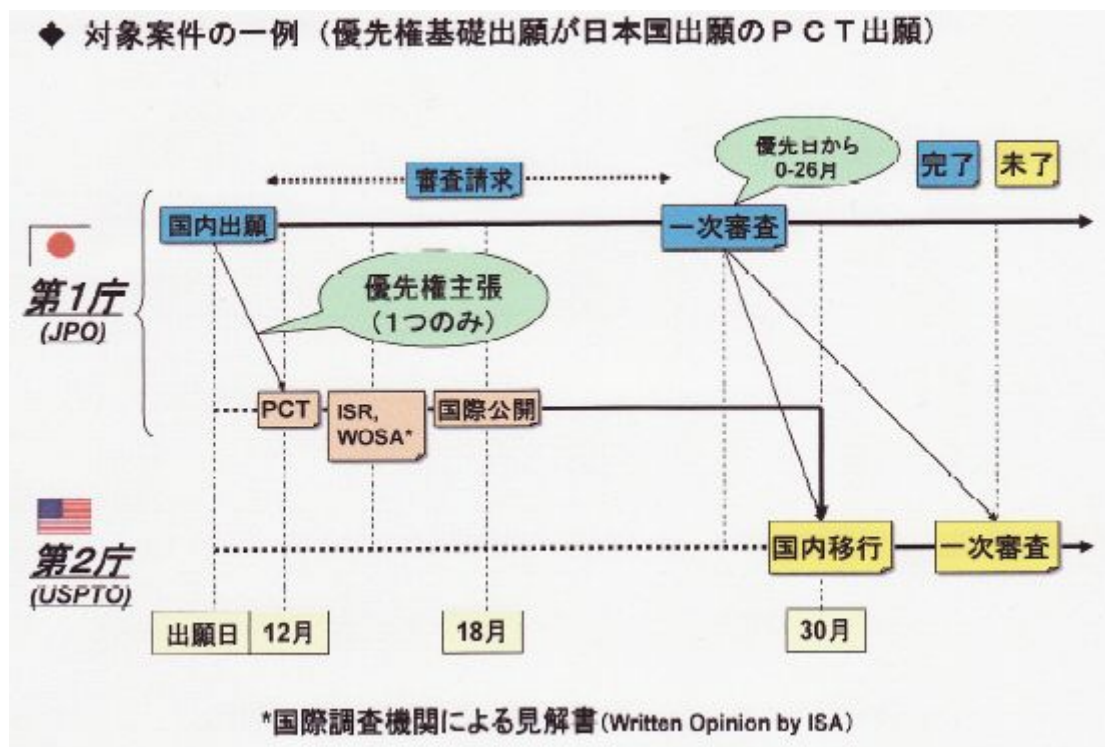 ◆ 対象案件の一例（優先権基礎出願が日本国出願のPCT出願）
優先日から
0-26月
完了
未了
審査請求
国内出願
一次審査
第1庁
(JPO)
優先権主張
(1つのみ)
PCT
ISR,
WOSA*
国際公開
第2庁
(USPTO)
国内移行
一次審査
出願日
12月
18月
30月
*国際調査機関による見解書(Written Opinion by ISA)